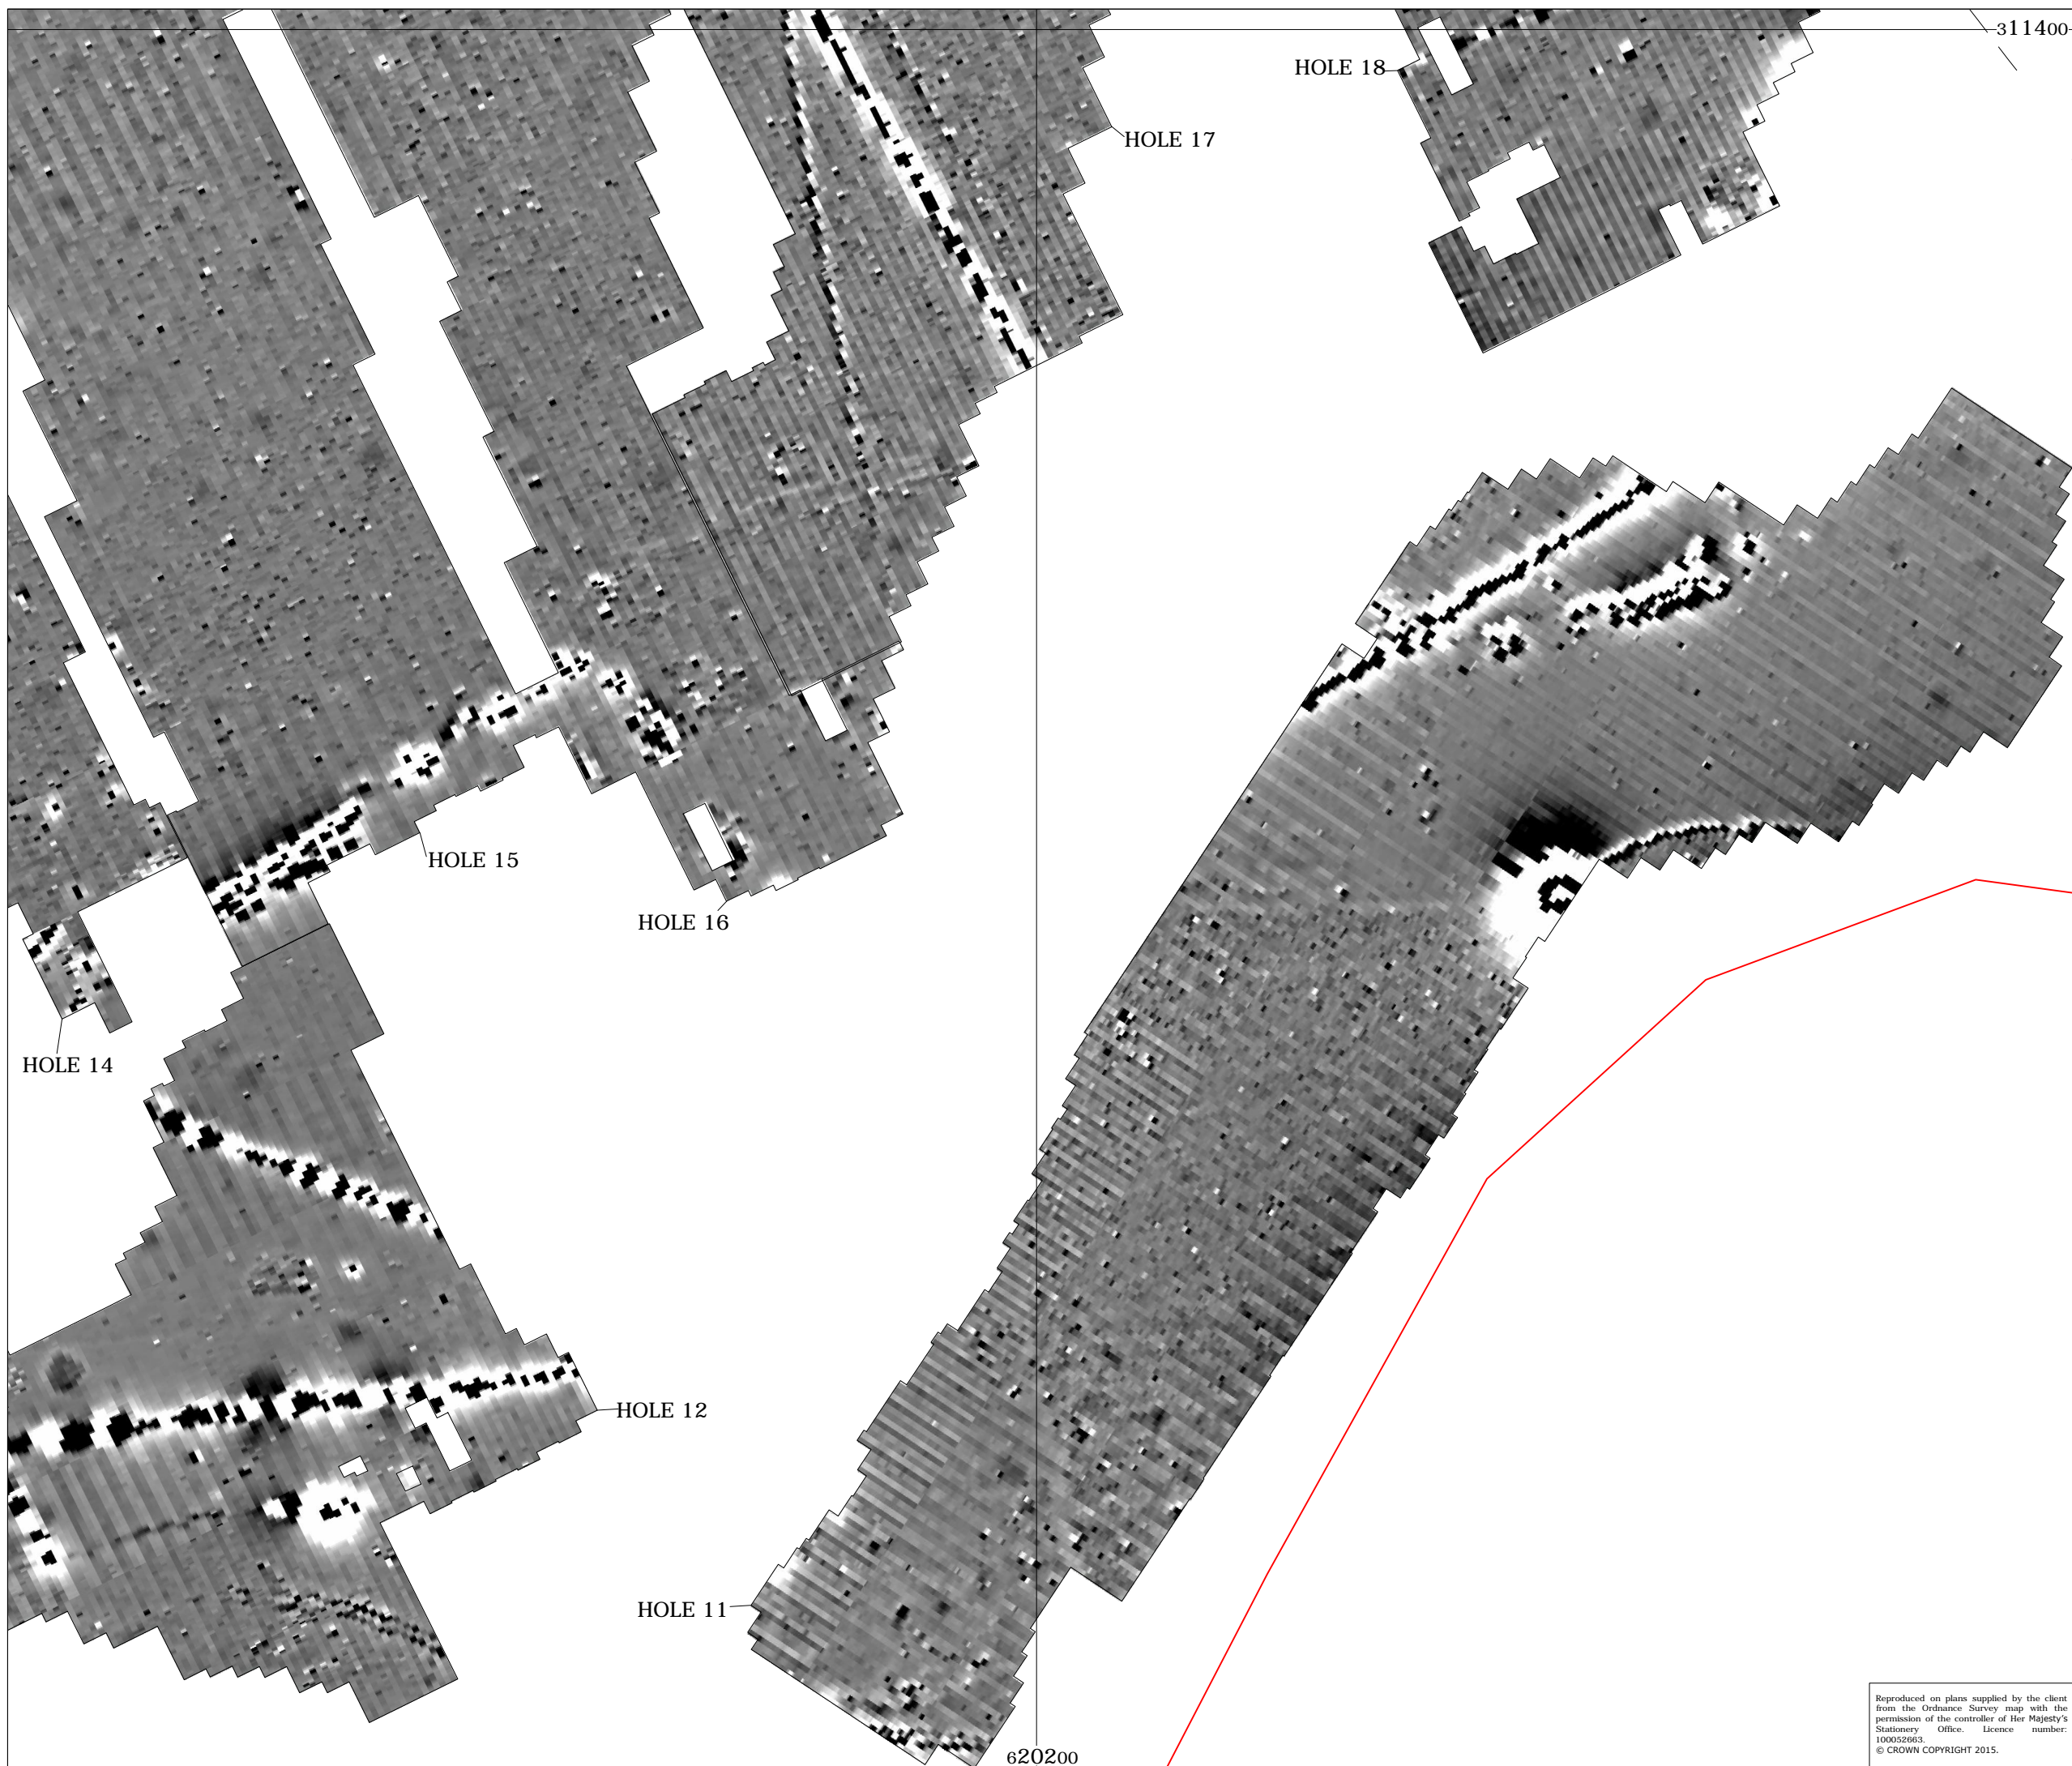 311400
HOLE 18
HOLE 17
HOLE 15
HOLE 16
HOLE 14
HOLE 12
HOLE 11
620200
Reproduced on plans supplied by the client
from the Ordnance Survey map with the
permission of the controller of Her Majesty's
Stationery Office. Licence number:
100052663.
© CROWN COPYRIGHT 2015.